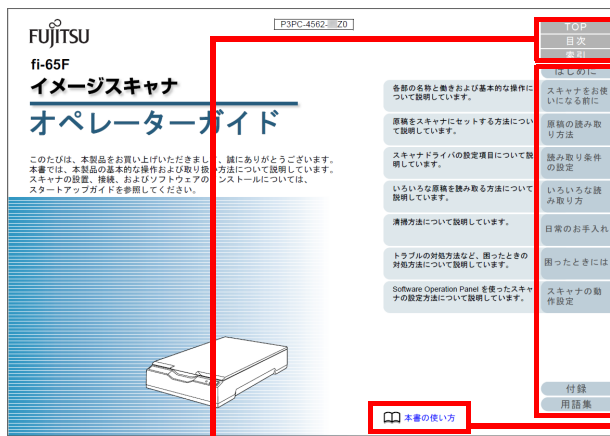 FUJITSU
P3PC-4562- Z0
fi-65F
イメージスキャナ
オペレーターガイド
このたびは、本製品をお買い上げいただきまして、誠にありがとうございます。
本書では、本製品の基本的な操作および取り扱い方法について説明しています。
スキャナの設置、接続、およびソフトウェアのインストールについては、
スタートアップガイドを参照してください。
TOP
目次
索引
はじめに
各部の名称と働きおよび基本的な操作に
ついて説明しています。
スキャナをお使
いになる前に
原稿をスキャナにセットする方法につい
て説明しています。
原稿の読み取
り方法
スキャナドライバの設定項目について説
明しています。
読み取り条件
の設定
いろいろな原稿を読み取る方法について
説明しています。
いろいろな読
み取り方
清掃方法について説明しています。
日常のお手入れ
トラブルの対処方法など、困ったときの
対処方法について説明しています。
困ったときには
Software Operation Panel を使ったスキャ
ナの設定方法について説明しています。
スキャナの動
作設定
付録
用語集
本書の使い方